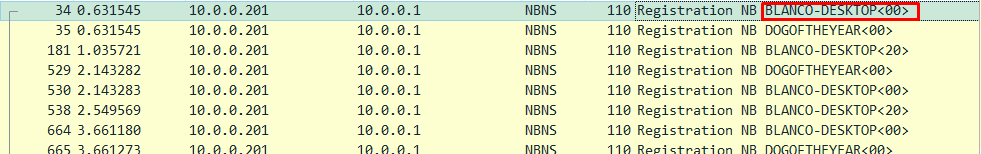 34 0.631545 10.0.0.201 10.0.0.1 NBNS 110 Registration NB BLANCO-DESKTOP<00>
35 0.631545 10.0.0.201 10.0.0.1 NBNS 110 Registration NB DOGOFTHEYEAR<00>
181 1.035721 10.0.0.201 10.0.0.1 NBNS 110 Registration NB BLANCO-DESKTOP<20>
529 2.143282 10.0.0.201 10.0.0.1 NBNS 110 Registration NB DOGOFTHEYEAR<00>
530 2.143283 10.0.0.201 10.0.0.1 NBNS 110 Registration NB BLANCO-DESKTOP<00>
538 2.549569 10.0.0.201 10.0.0.1 NBNS 110 Registration NB BLANCO-DESKTOP<20>
664 3.661180 10.0.0.201 10.0.0.1 NBNS 110 Registration NB BLANCO-DESKTOP<00>
665 3.661273 10.0.0.201 10.0.0.1 NBNS 110 Registration NB DOGOFTHEYEAR<00>